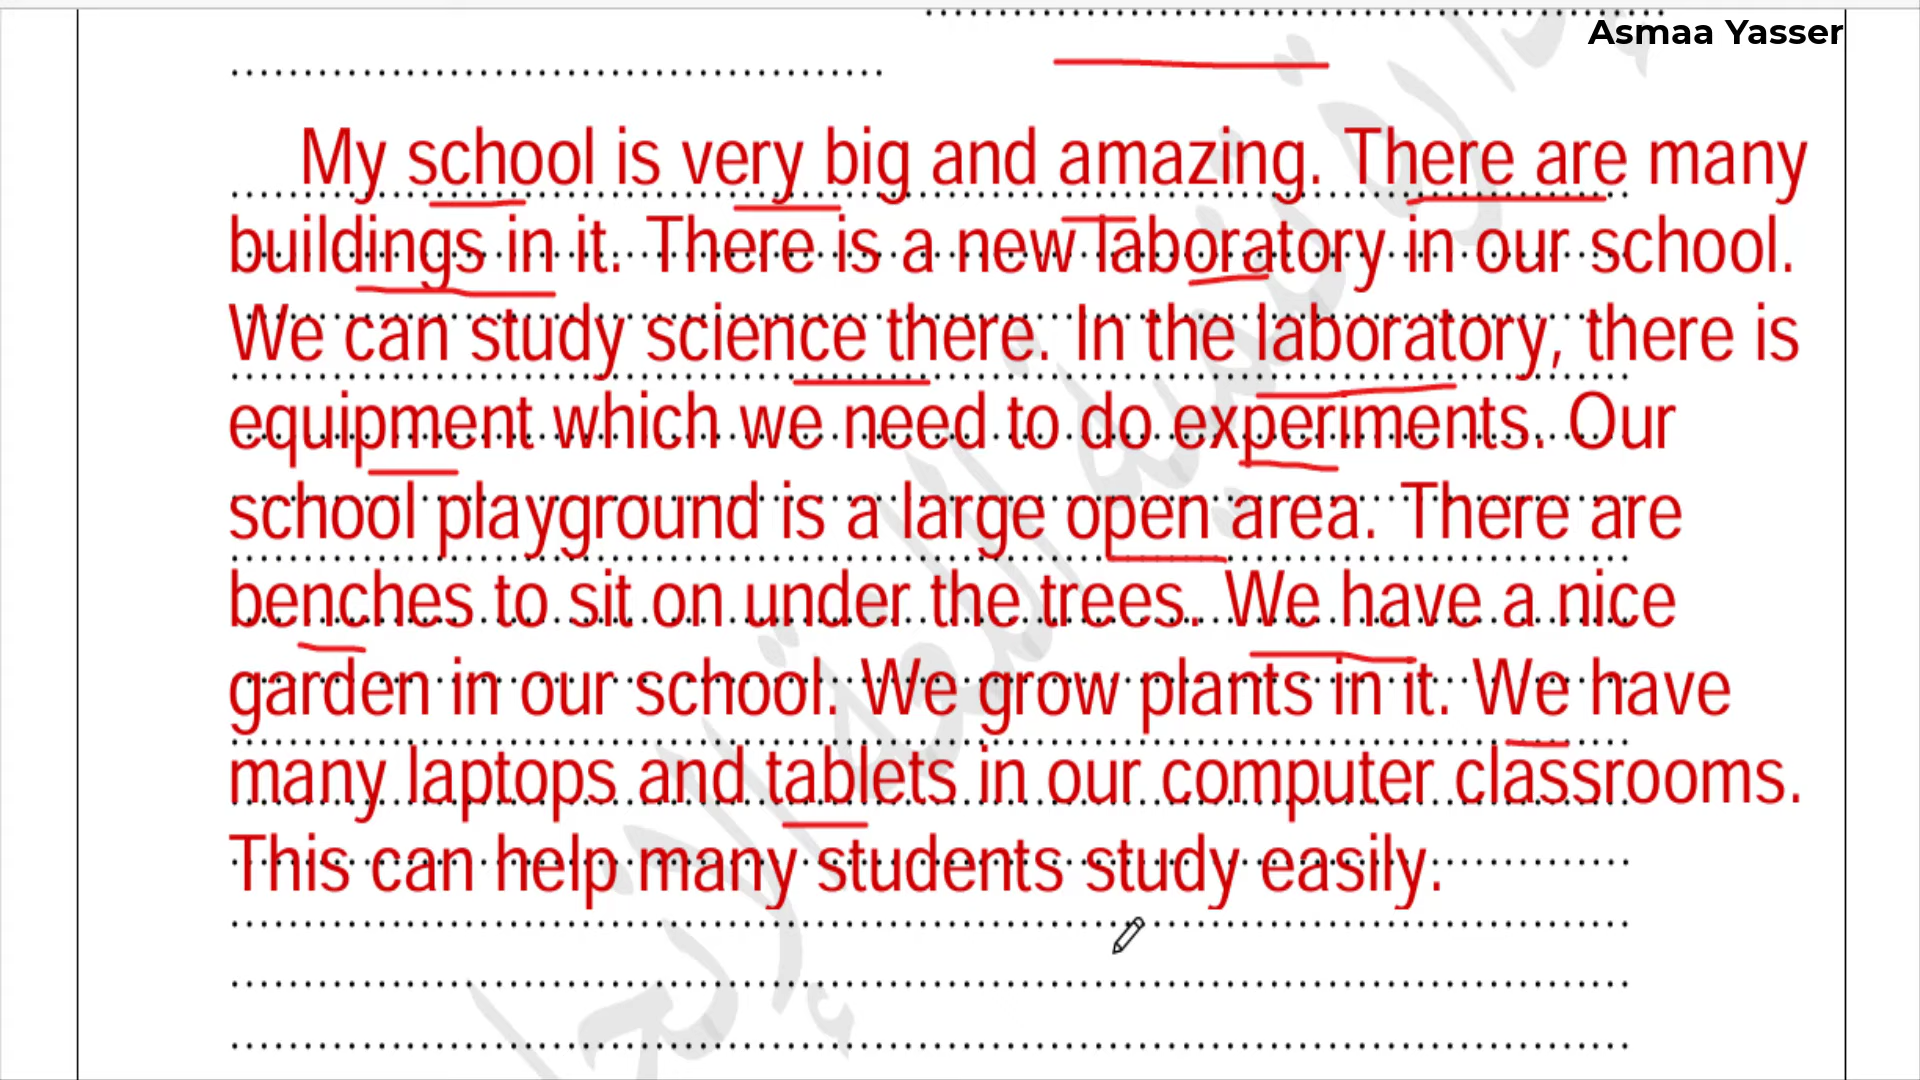 Asmaa Yasser
My school is very big and amazing. There are many
buildings in it. There is a new laboratory in our school.
We can study science there. In the laboratory, there is
equipment which we need to do experiments. Our
school playground is a large open area. There are
benches to sit on under the trees. We have a nice
garden in our school. We grow plants in it. We have
many laptops and tablets in our computer classrooms.
This can help many students study easily.